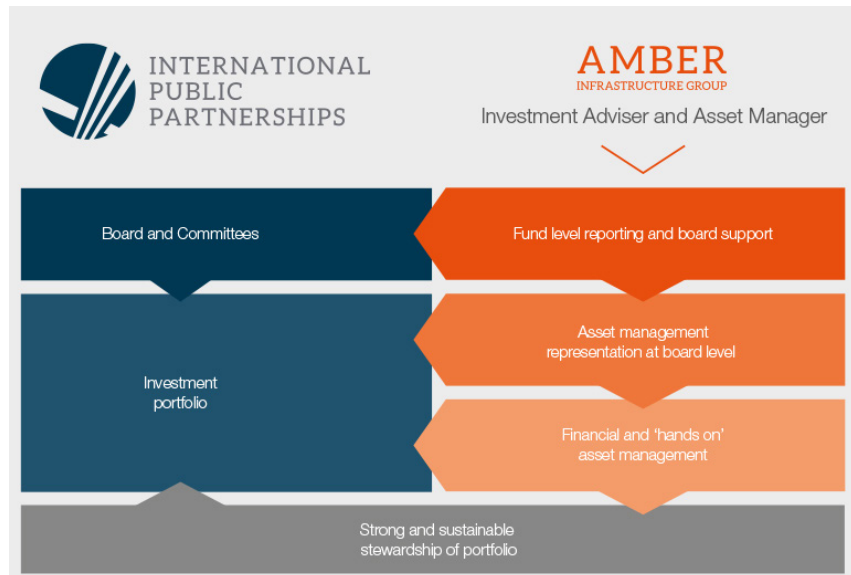 INTERNATIONAL
PUBLIC
PARTNERSHIPS
AMBER
INFRASTRUCTURE GROUP
Investment Adviser and Asset Manager
Board and Committees
Fund level reporting and board support
Investment
portfolio
Asset management
representation at board level
Financial and ‘hands on’
asset management
Strong and sustainable
stewardship of portfolio